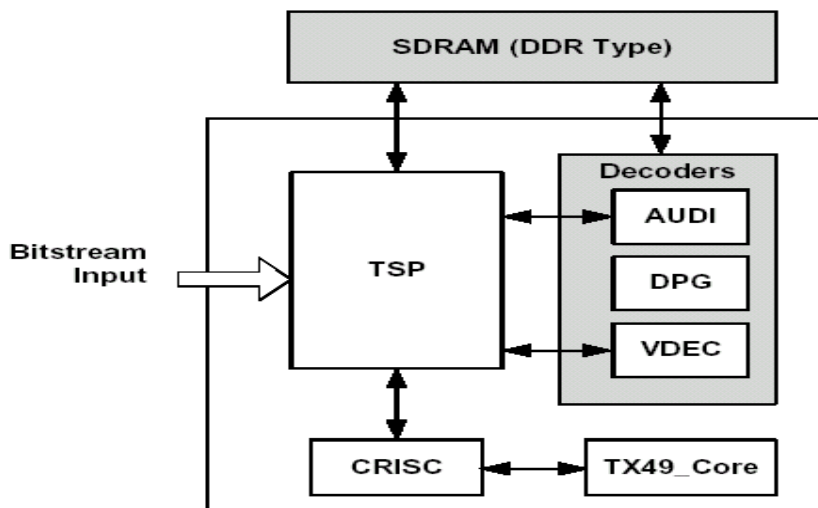 SDRAM (DDR Type)
Decoders
AUDI
Bitstream
Input
TSP
DPG
VDEC
CRISC
TX49_Core